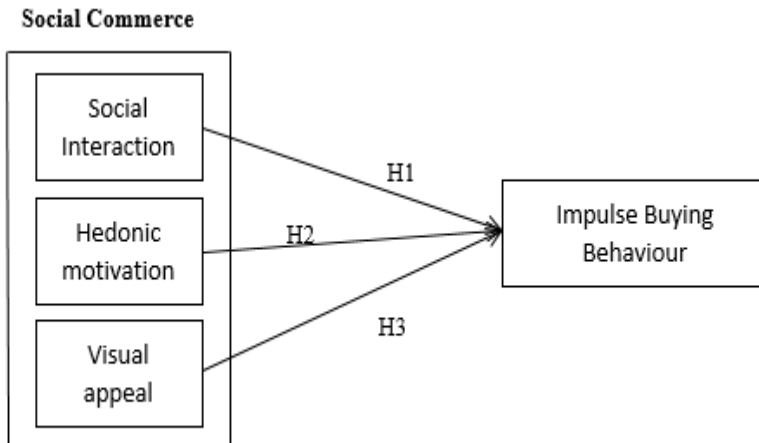 Social Commerce
Social
Interaction
H1
Impulse Buying
Behaviour
Hedonic
motivation
H2
H3
Visual
appeal